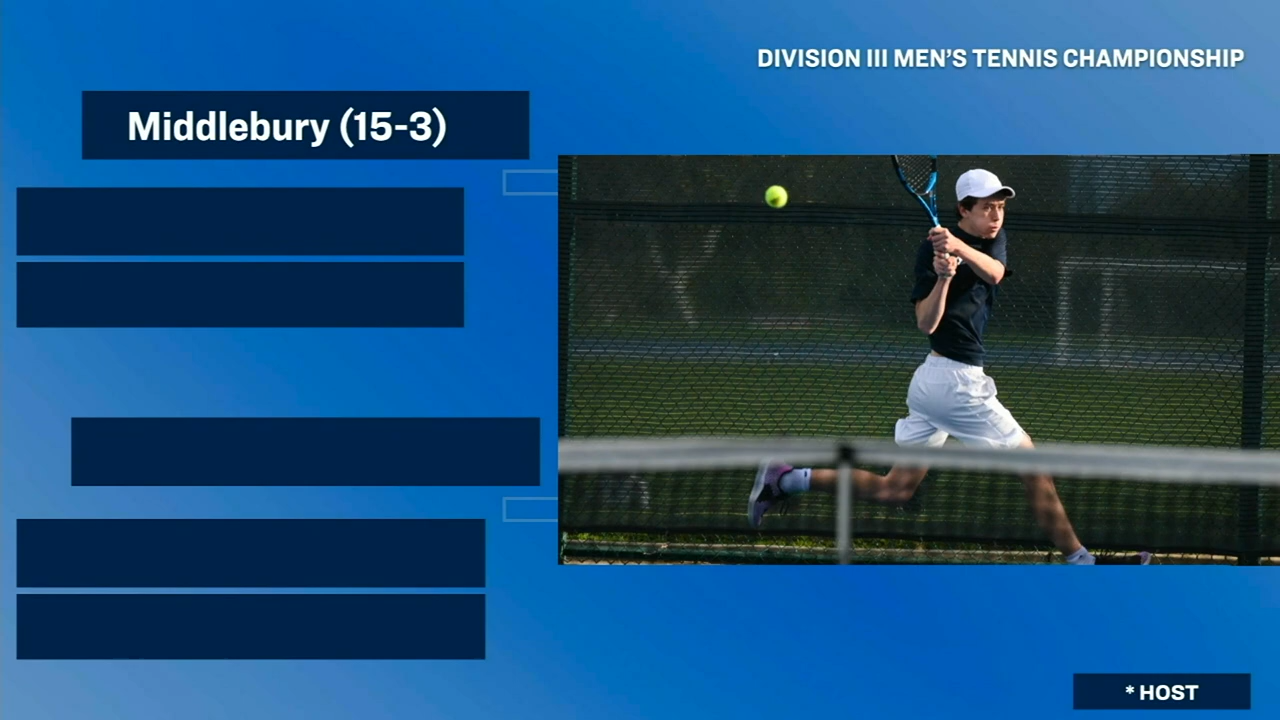 DIVISION III MEN’S TENNIS CHAMPIONSHIP
Middlebury (15-3)
* HOST